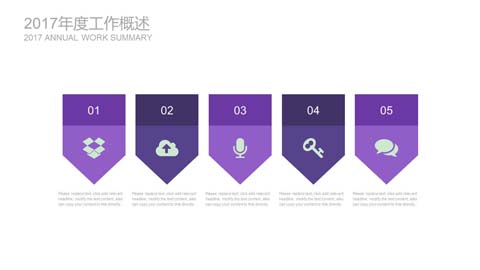 2017年度工作概述
2017 ANNUAL WORK SUMMARY
01
02
03
04
05
Please replace text, click add relevant
headline, modify the text content, also
can copy your content to this directly.
Please replace text, click add relevant
headline, modify the text content, also
can copy your content to this directly.
Please replace text, click add relevant
headline, modify the text content, also
can copy your content to this directly.
Please replace text, click add relevant
headline, modify the text content, also
can copy your content to this directly.
Please replace text, click add relevant
headline, modify the text content, also
can copy your content to this directly.